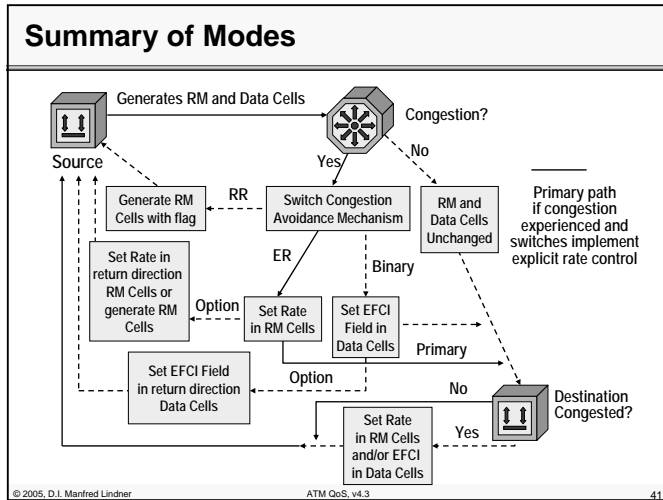 Summary of Modes
Generates RM and Data Cells
Congestion?
Source
Yes
No
Generate RM
Cells with flag
RR
Switch Congestion
Avoidance Mechanism
RM and
Data Cells
Unchanged
Primary path
if congestion
experienced and
switches implement
explicit rate control
Set Rate in
return direction
RM Cells or
generate RM
Cells
ER
Binary
Option
Set Rate
in RM Cells
Set EFCI
Field in
Data Cells
Primary
Set EFCI Field
in return direction
Data Cells
Option
No
Destination
Congested?
Set Rate
in RM Cells
and/or EFCI
in Data Cells
Yes
© 2005, D.I. Manfred Lindner
ATM QoS, v4.3
41